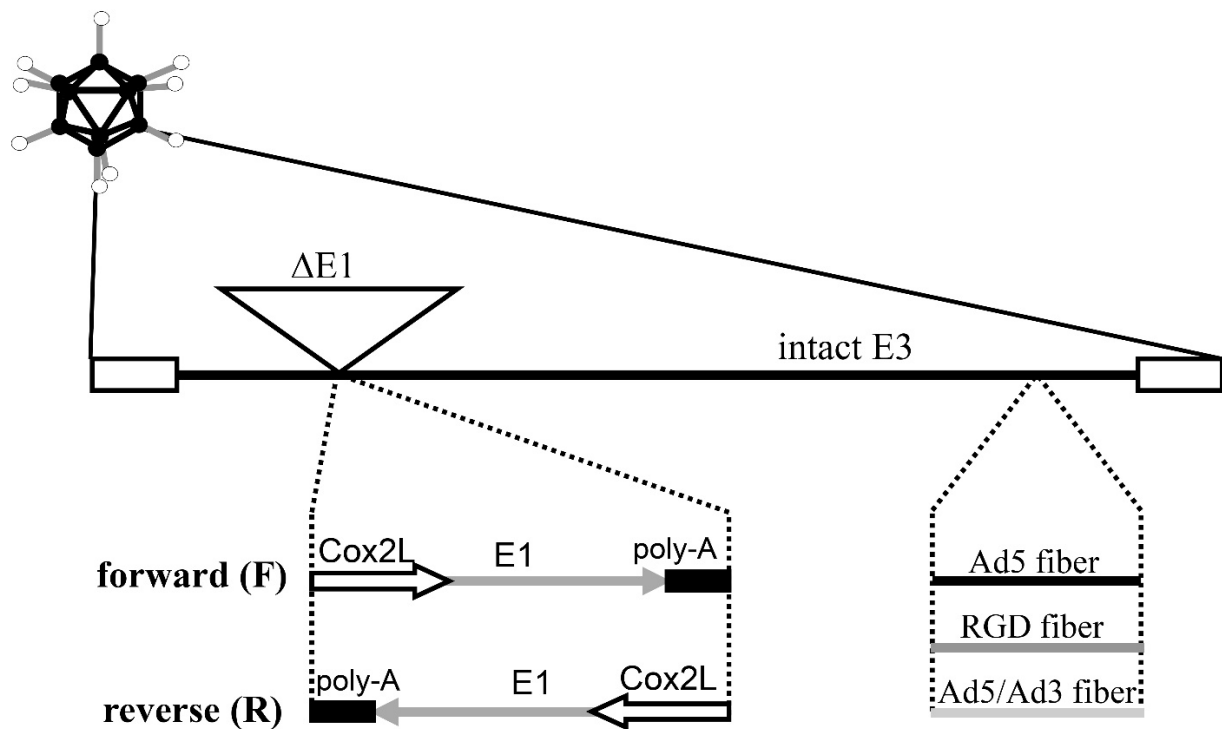 ΔE1
intact E3
Cox2L E1 poly-A
forward (F)
Ad5 fiber
RGD fiber
poly-A E1 Cox2L
reverse (R)
Ad5/Ad3 fiber